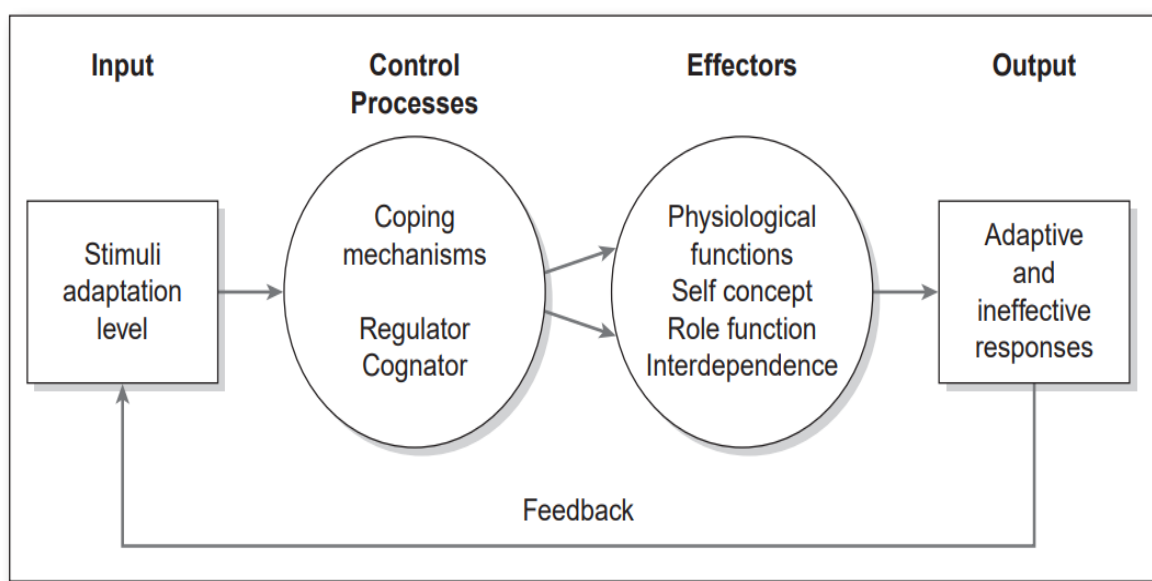 Input
Control
Processes
Effectors
Output
Stimuli
adaptation
level
Coping
mechanisms
Regulator
Cognator
Physiological
functions
Self concept
Role function
Interdependence
Adaptive
and
ineffective
responses
Feedback